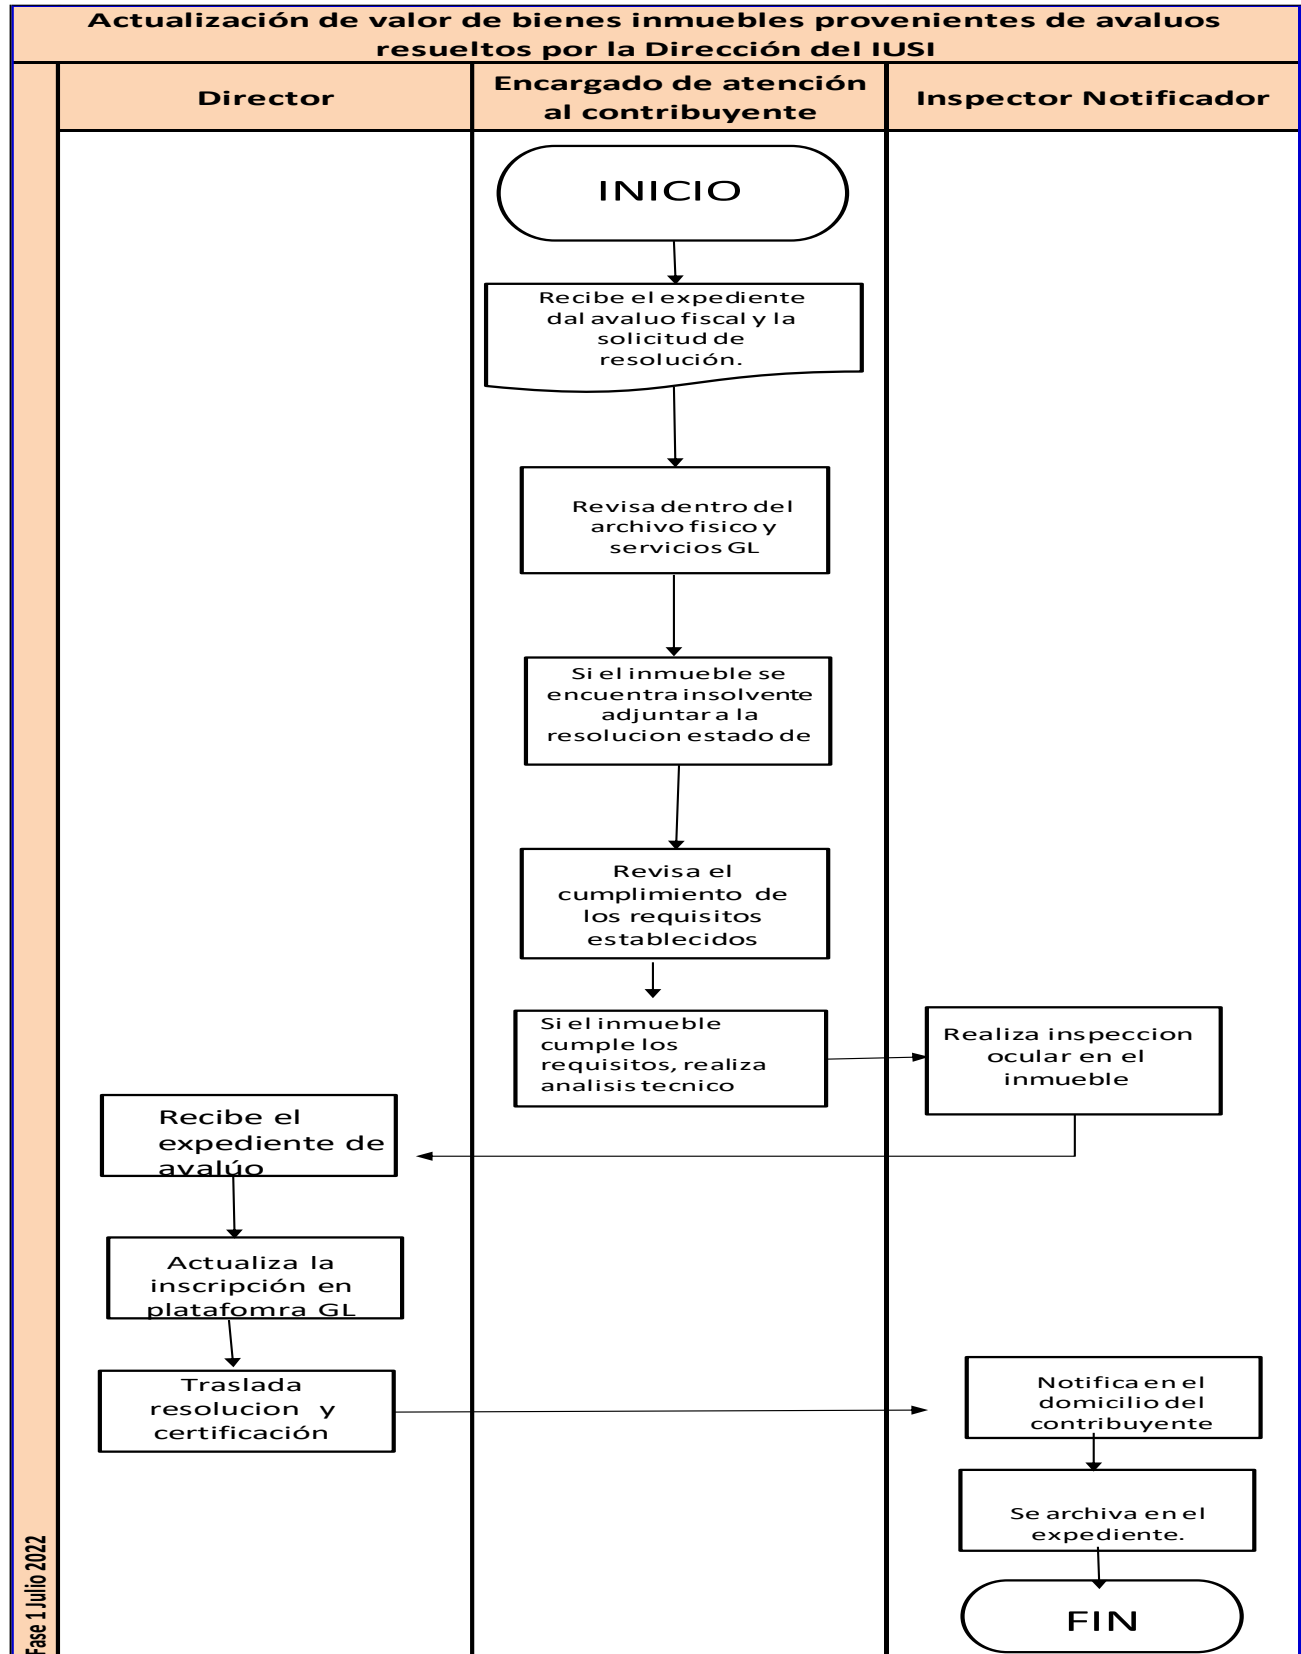 Actualización de valor de bienes inmuebles provenientes de avaluos
resueltos por la Dirección del IUSI
Director
Encargado de atención
al contribuyente
Inspector Notificador
INICIO
Recibe el expediente
dal avaluo fiscal y la
solicitud de
resolución.
Revisa dentro del
archivo fisico y
servicios GL
Si el inmueble se
encuentra insolvente
adjuntar a la
resolucion estado de
Revisa el
cumplimiento de
los requisitos
establecidos
Si el inmueble
cumple los
requisitos, realiza
analisis tecnico
Realiza inspeccion
ocular en el
inmueble
Recibe el
expediente de
avalúo
Actualiza la
inscripción en
platafomra GL
Traslada
resolucion y
certificación
Notifica en el
domicilio del
contribuyente
Se archiva en el
expediente.
FIN
Fase 1 Julio 2022